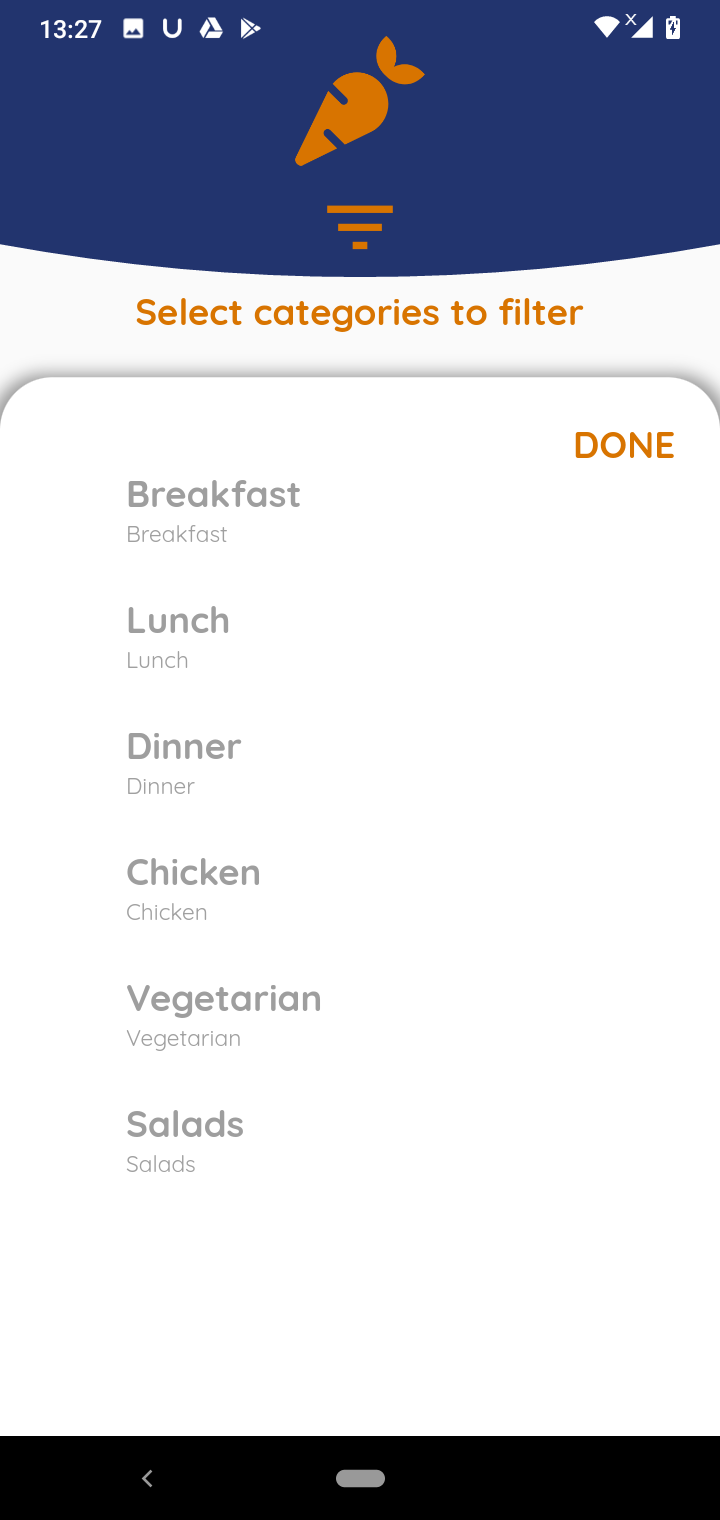 13:27
Select categories to filter
DONE
Breakfast
Breakfast
Lunch
Lunch
Dinner
Dinner
Chicken
Chicken
Vegetarian
Vegetarian
Salads
Salads